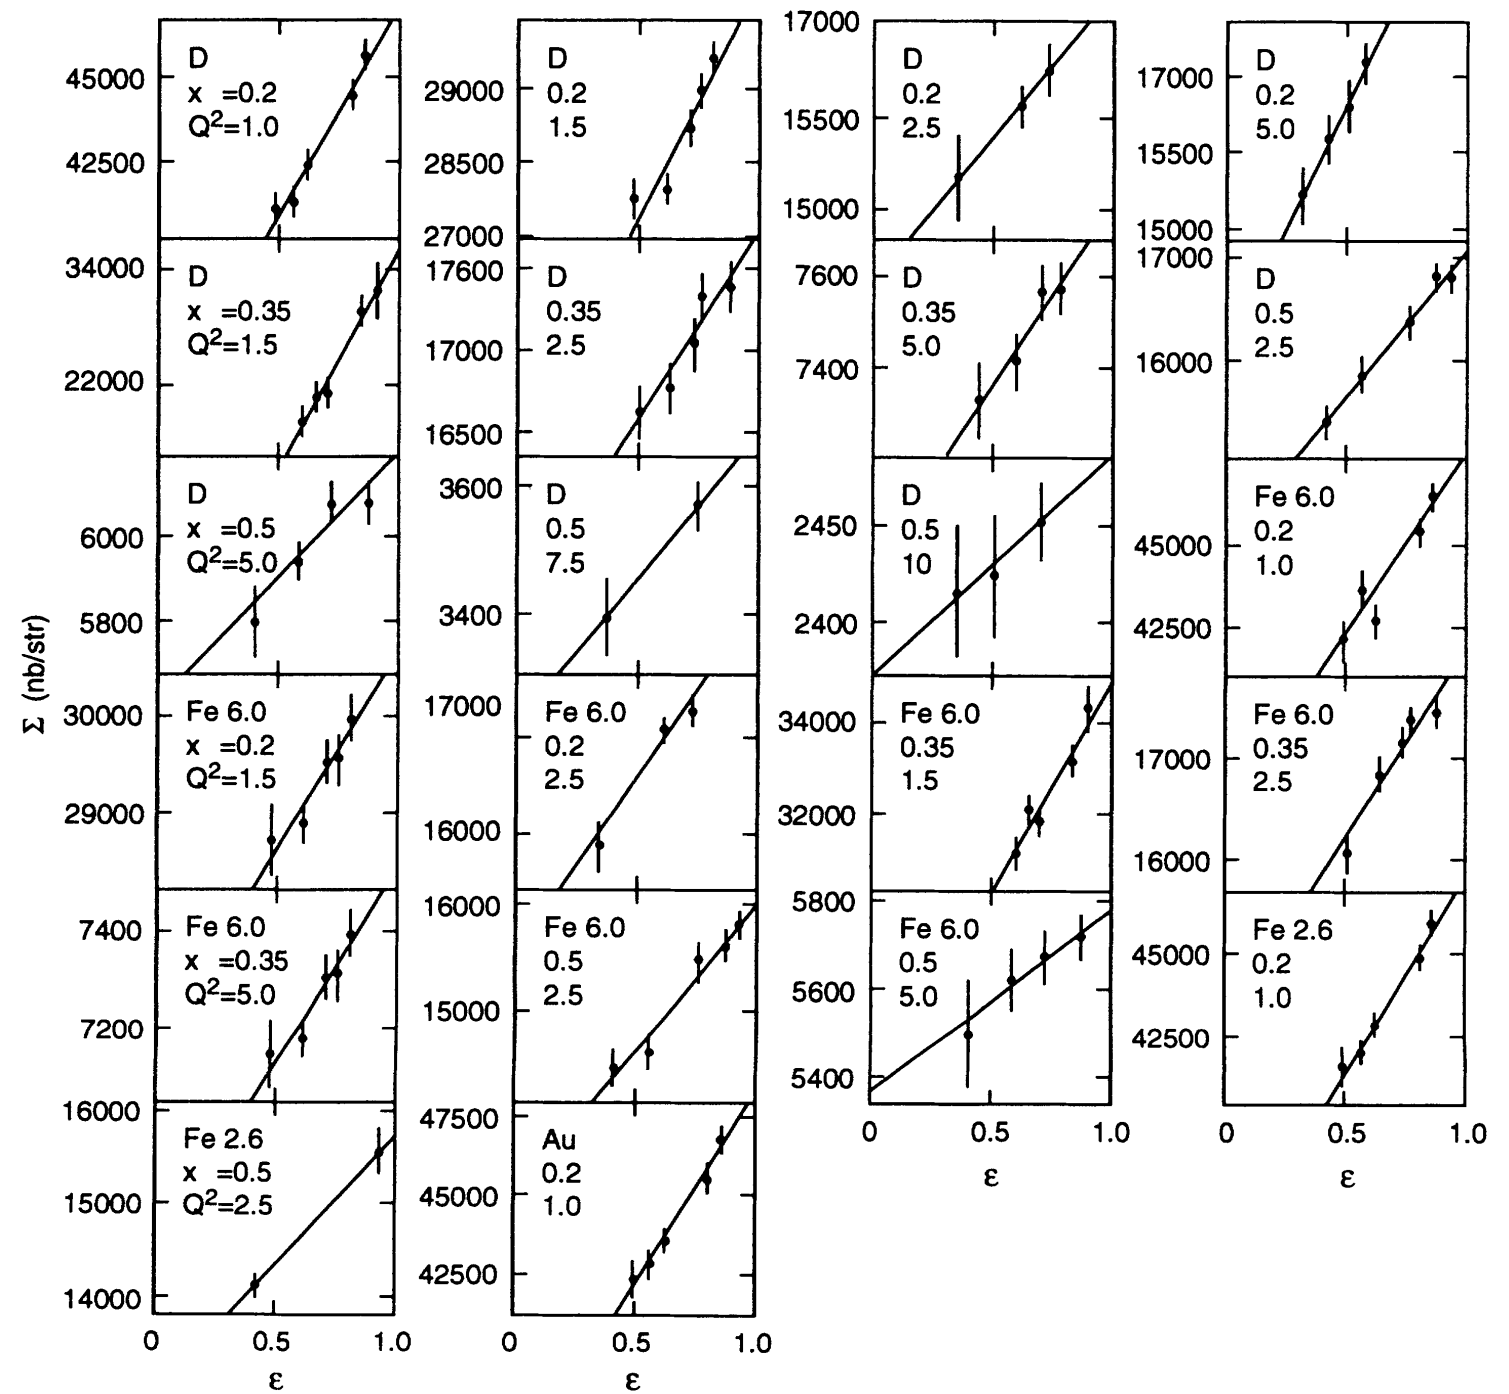 Σ (nb/str)
45000
42500
D
x =0.2
Q²=1.0
29000
28500
27000
D
0.2
1.5
17000
15500
15000
D
0.2
2.5
17000
15500
15000
D
0.2
5.0
34000
22000
D
x =0.35
Q²=1.5
17600
17000
16500
D
0.35
2.5
7600
7400
D
0.35
5.0
17000
16000
D
0.5
2.5
6000
5800
D
x =0.5
Q²=5.0
3600
3400
D
0.5
7.5
2450
2400
D
0.5
10
45000
42500
Fe 6.0
0.2
1.0
30000
29000
Fe 6.0
x =0.2
Q²=1.5
17000
16000
Fe 6.0
0.2
2.5
34000
32000
Fe 6.0
0.35
1.5
17000
16000
Fe 6.0
0.35
2.5
7400
7200
Fe 6.0
x =0.35
Q²=5.0
16000
15000
Fe 6.0
0.5
2.5
5800
5600
5400
Fe 6.0
0.5
5.0
0 0.5 1.0
ε
45000
42500
Fe 2.6
0.2
1.0
0 0.5 1.0
ε
16000
15000
14000
Fe 2.6
x =0.5
Q²=2.5
0 0.5 1.0
ε
47500
45000
42500
Au
0.2
1.0
0 0.5 1.0
ε